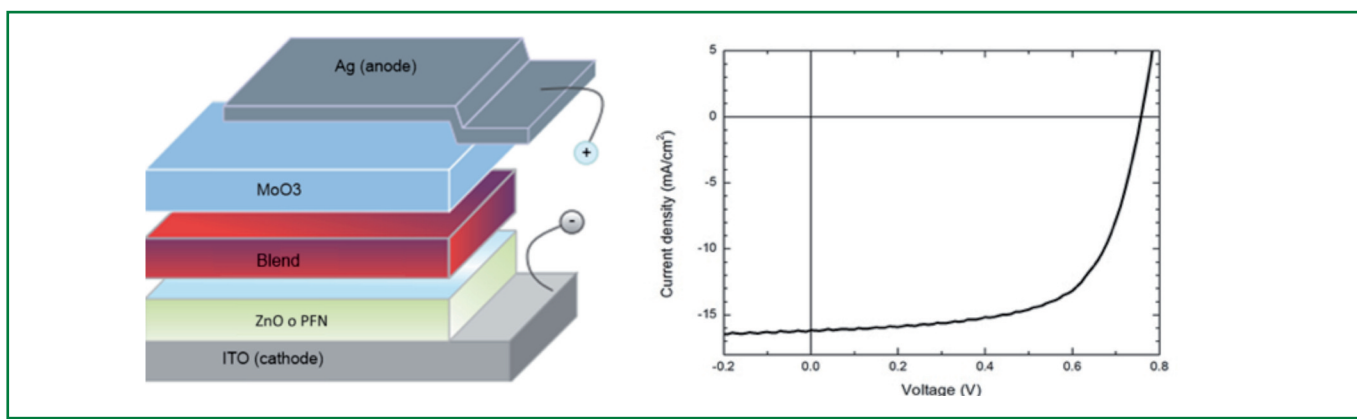 Ag (anode)
+
MoO3
-
Blend
ZnO o PFN
ITO (cathode)
Current density (mA/cm²)
5
0
-5
-10
-15
-0.2 0.0 0.2 0.4 0.6 0.8
Voltage (V)